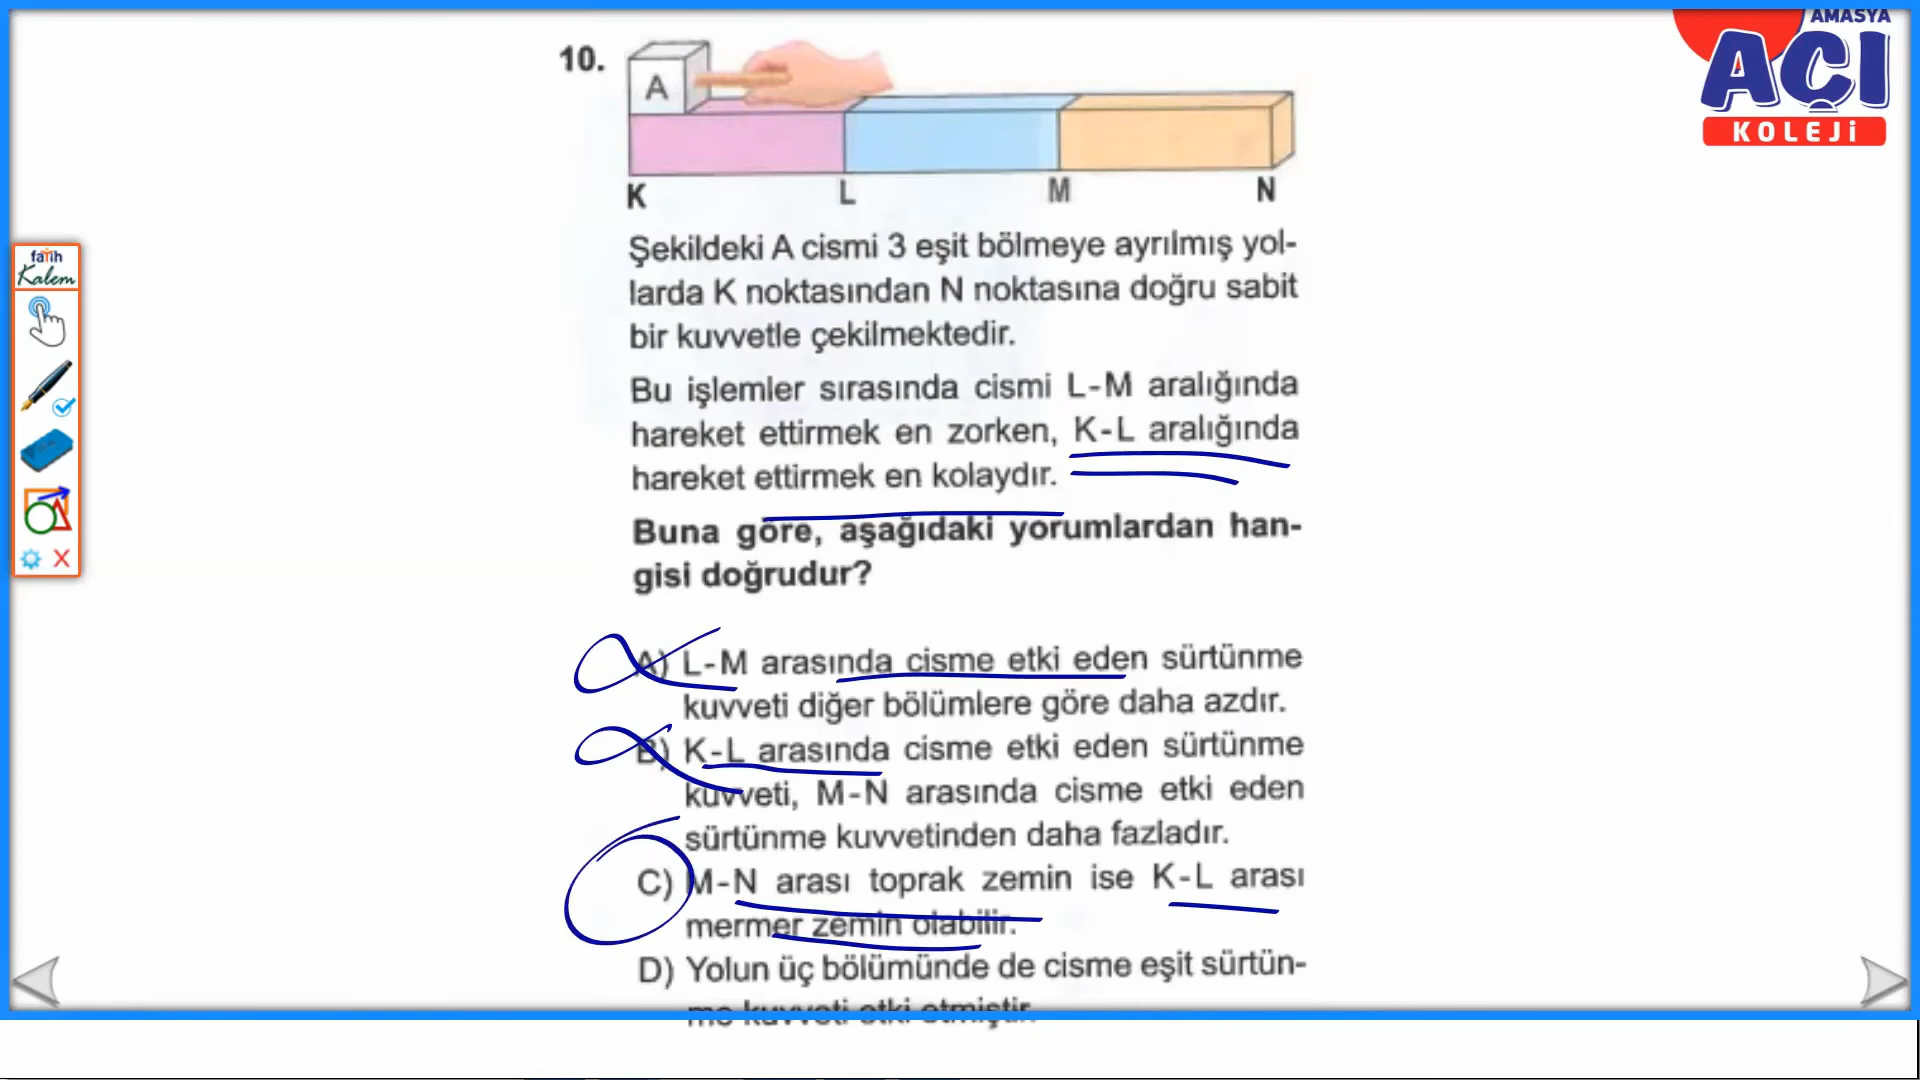 AMASYA
AÇI
KOLEJİ
fatih
Kalem
10.
A
K
L
M
N
Şekildeki A cismi 3 eşit bölmeye ayrılmış yol-
larda K noktasından N noktasına doğru sabit
bir kuvvetle çekilmektedir.
Bu işlemler sırasında cismi L-M aralığında
hareket ettirmek en zorken, K-L aralığında
hareket ettirmek en kolaydır.
Buna göre, aşağıdaki yorumlardan han-
gisi doğrudur?
A) L-M arasında cisme etki eden sürtünme
kuvveti diğer bölümlere göre daha azdır.
B) K-L arasında cisme etki eden sürtünme
kuvveti, M-N arasında cisme etki eden
sürtünme kuvvetinden daha fazladır.
C) M-N arası toprak zemin ise K-L arası
mermer zemin olabilir.
D) Yolun üç bölümünde de cisme eşit sürtün-
me kuvveti etki etmiştir.